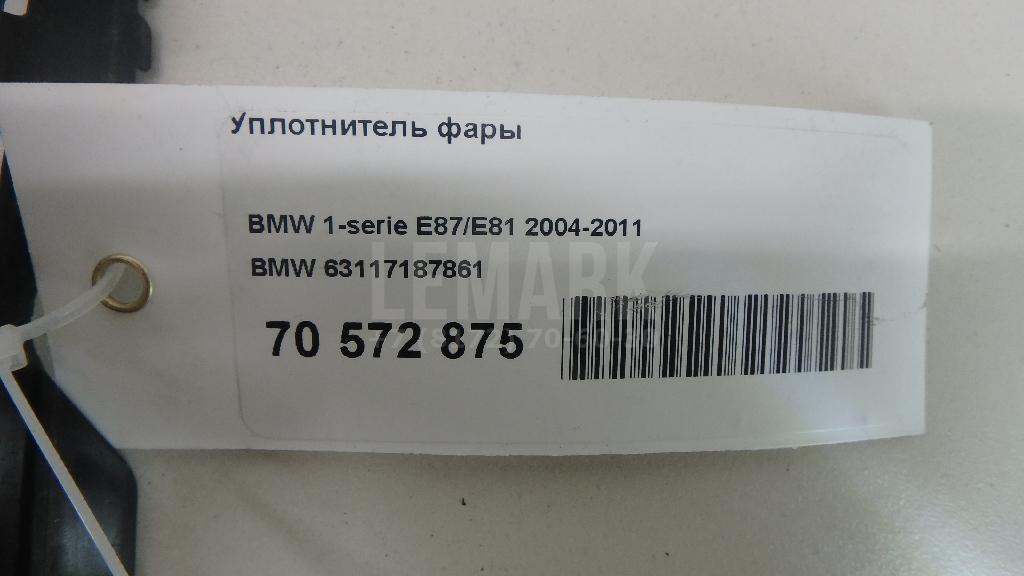 Уплотнитель фары
BMW 1-serie E87/E81 2004-2011
BMW 63117187861
LEMARK
70 572 875